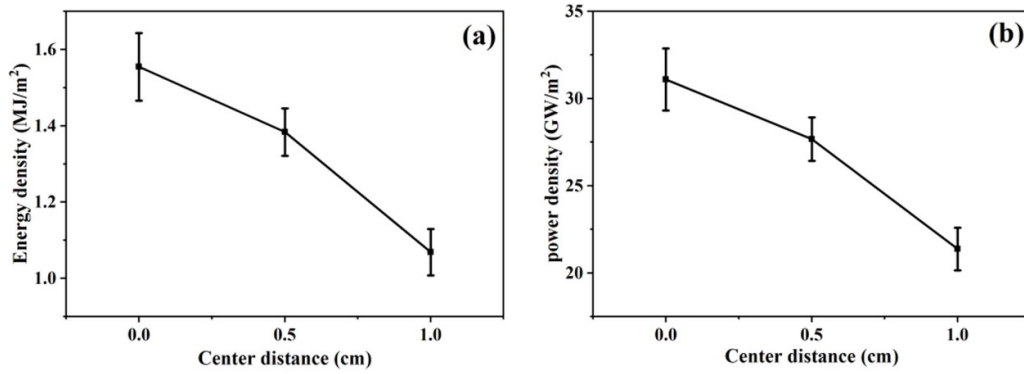 (a)
Energy density (MJ/m²)
1.6
1.4
1.2
1.0
0.0 0.5 1.0
Center distance (cm)
(b)
power density (GW/m²)
35
30
25
20
0.0 0.5 1.0
Center distance (cm)